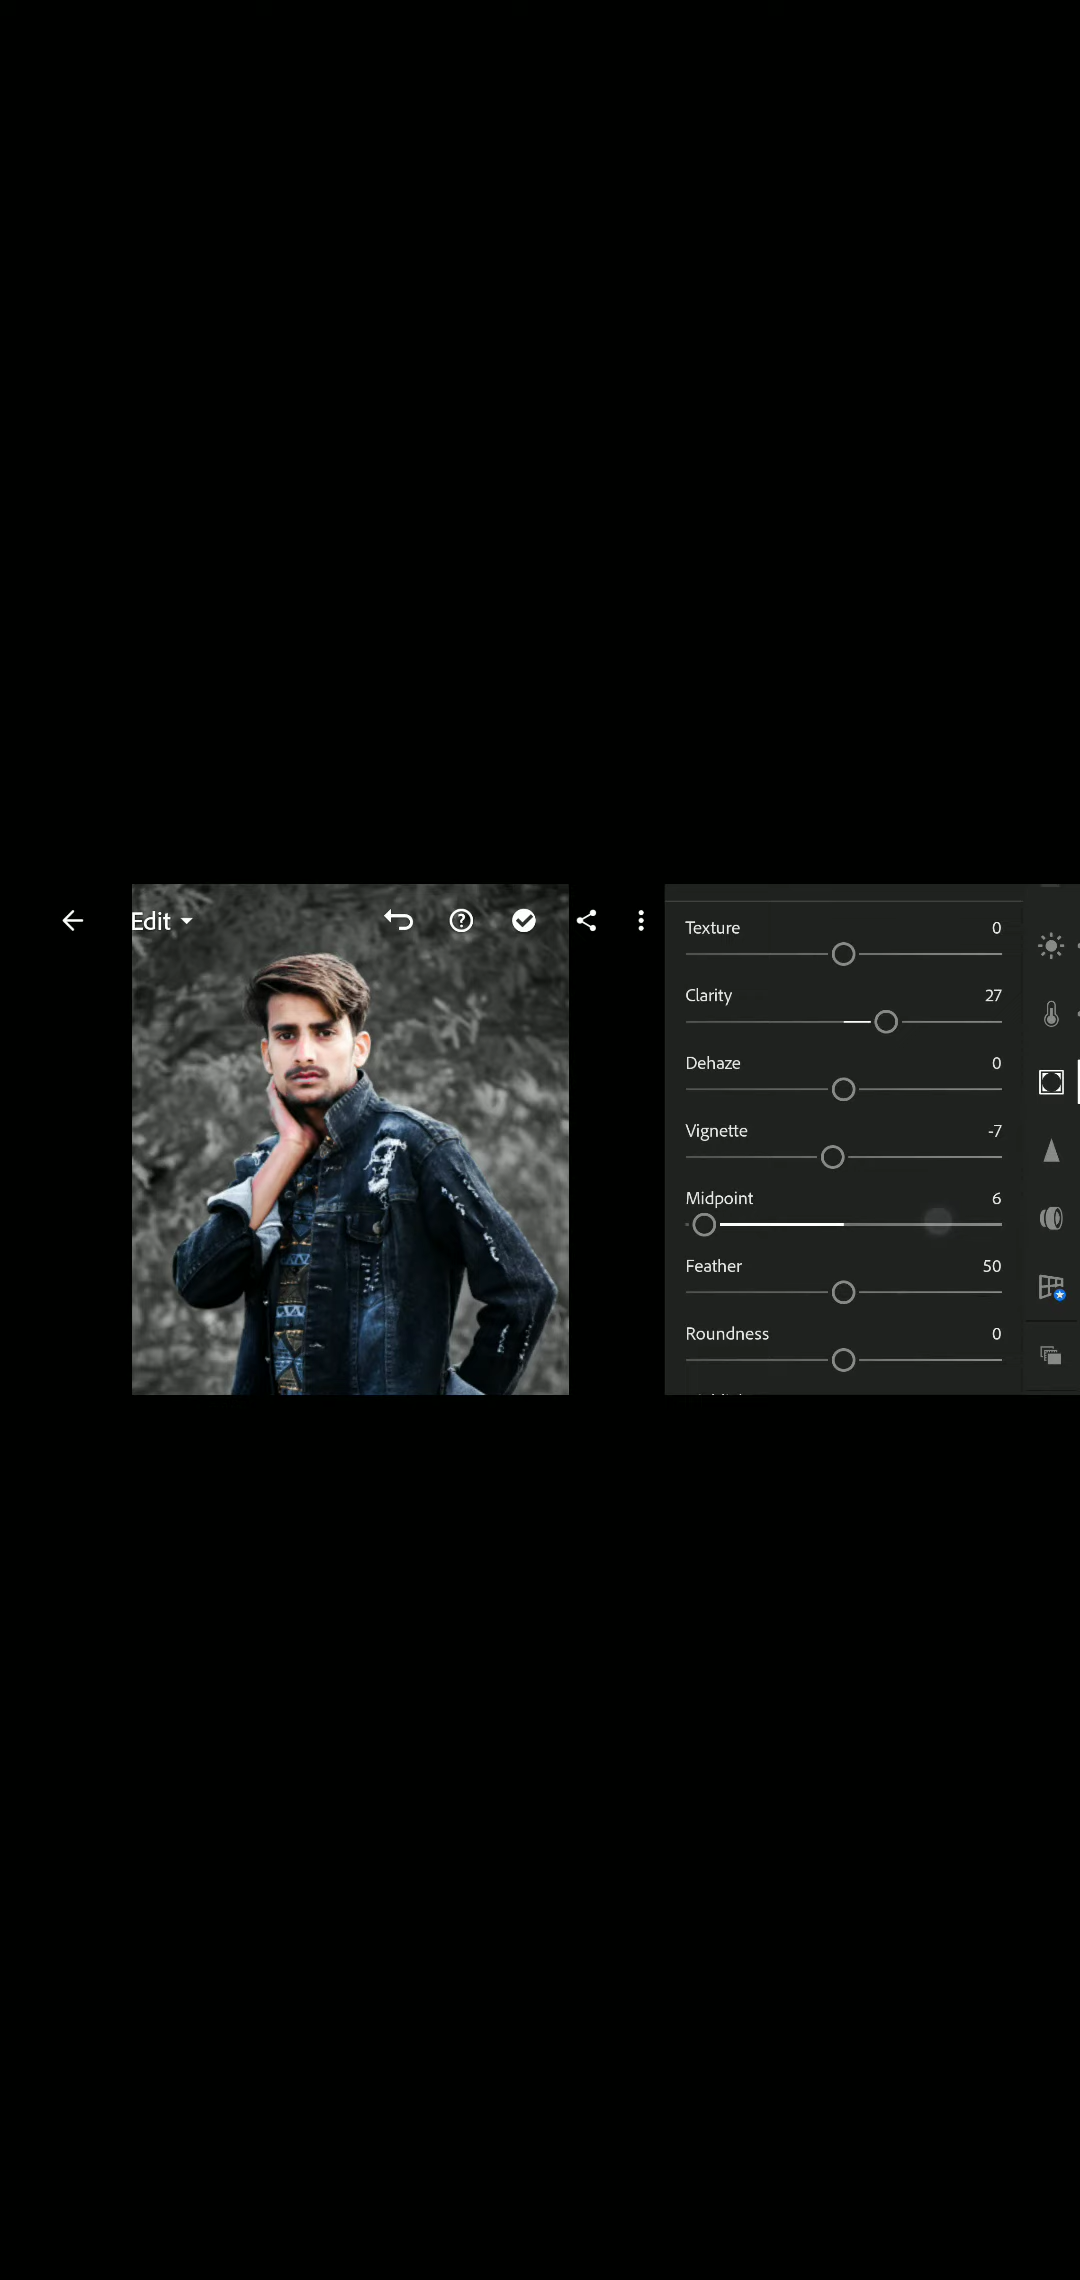 Edit
Texture 0
Clarity 27
Dehaze 0
Vignette -7
Midpoint 6
Feather 50
Roundness 0